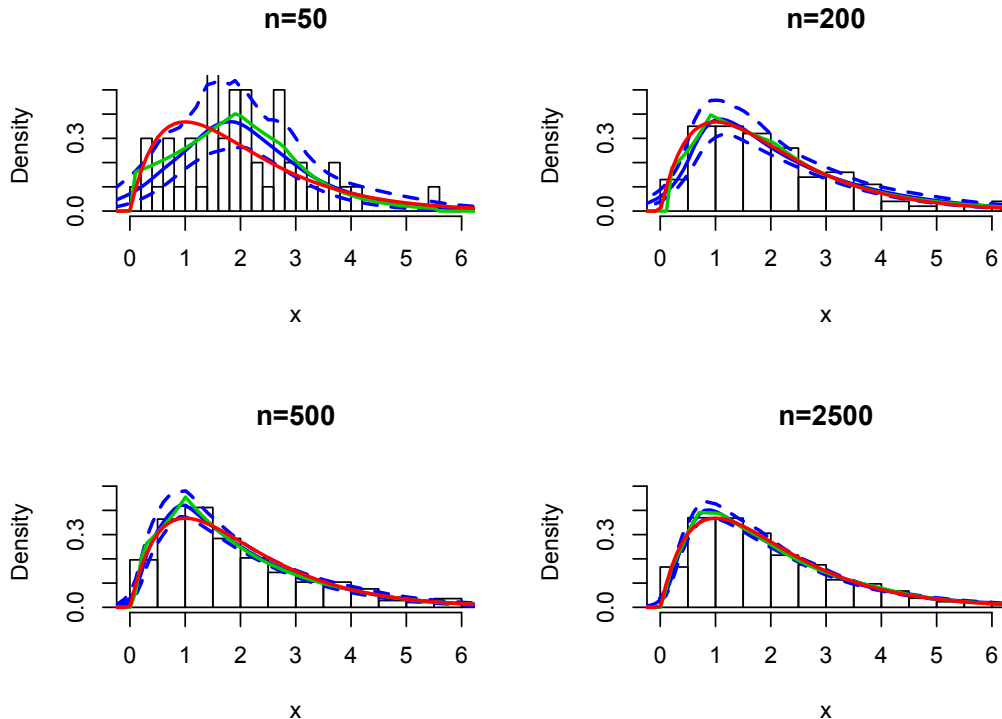 n=50
Density
0.0 0.3
0 1 2 3 4 5 6
x
n=200
Density
0.0 0.3
0 1 2 3 4 5 6
x
n=500
Density
0.0 0.3
0 1 2 3 4 5 6
x
n=2500
Density
0.0 0.3
0 1 2 3 4 5 6
x